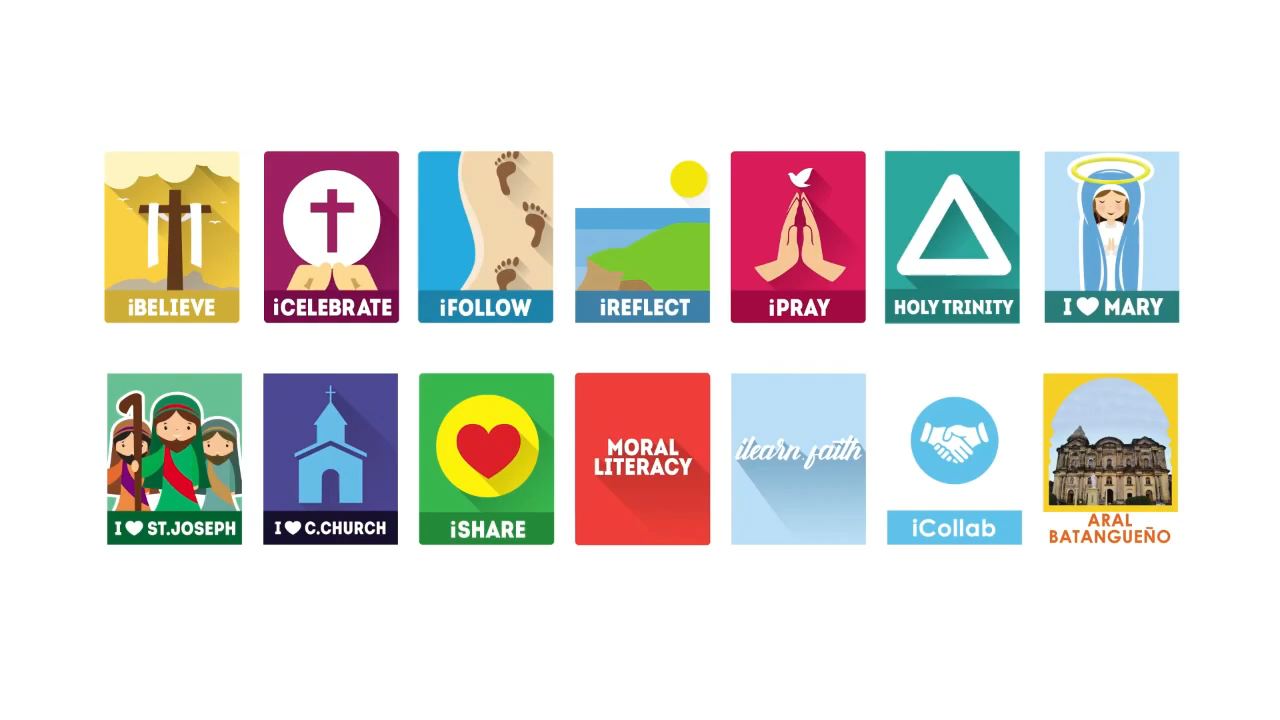 iBELIEVE
iCELEBRATE
iFOLLOW
iREFLECT
iPRAY
HOLY TRINITY
I ♥ MARY
I ♥ ST.JOSEPH
I ♥ C.CHURCH
iSHARE
MORAL
LITERACY
ilearn.faith
iCollab
ARAL
BATANGUEÑO